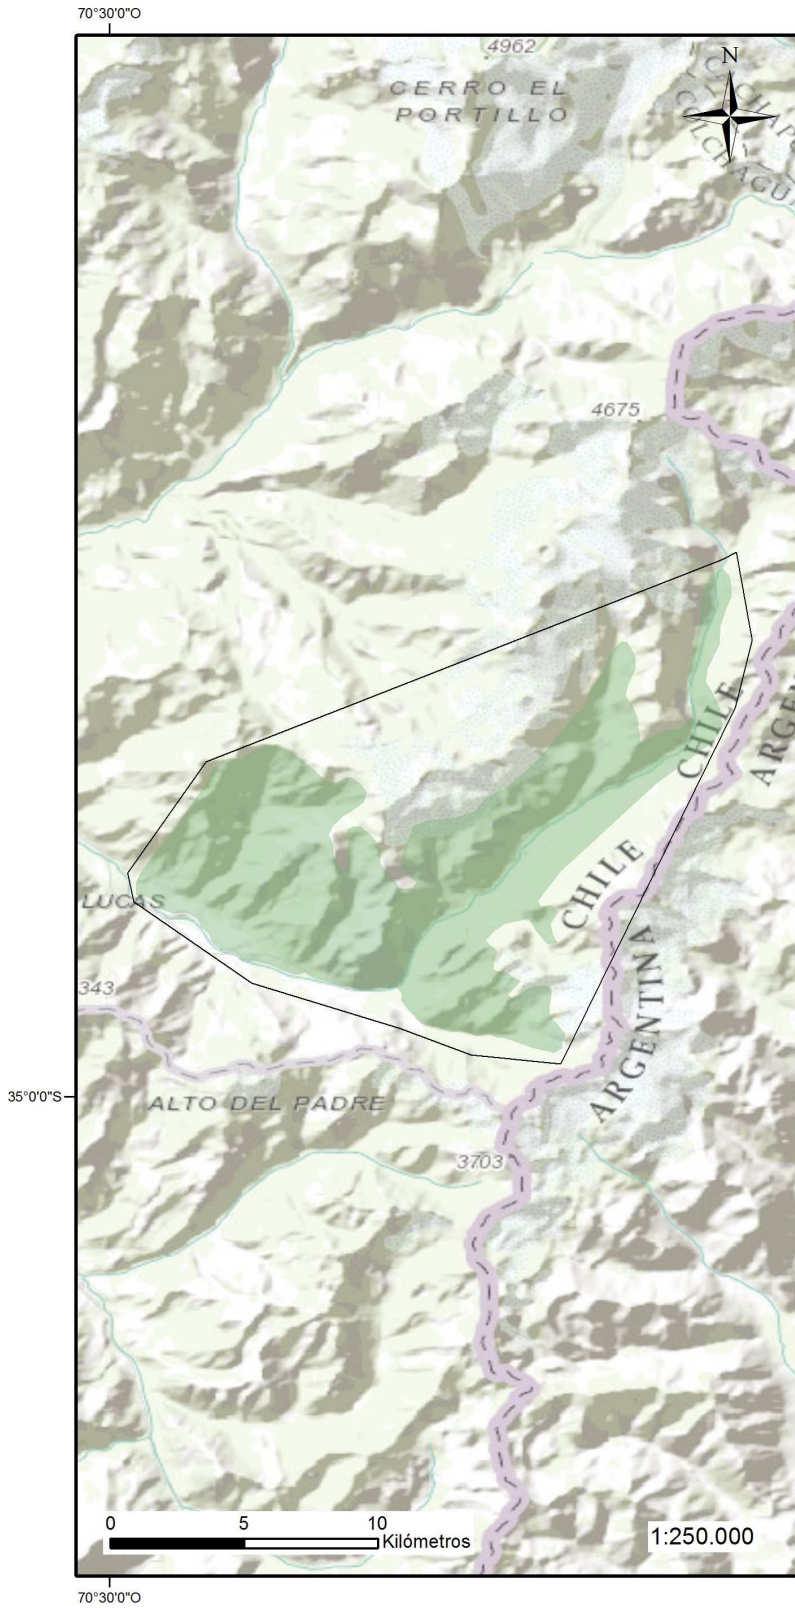 70°30'0"O
4962
N
CERRO EL
PORTILLO
4675
CHILE
CHILE
LUCAS
ARGENTINA
343
35°0'0"S
ALTO DEL PADRE
3703
0 5 10
Kilómetros
1:250.000
70°30'0"O